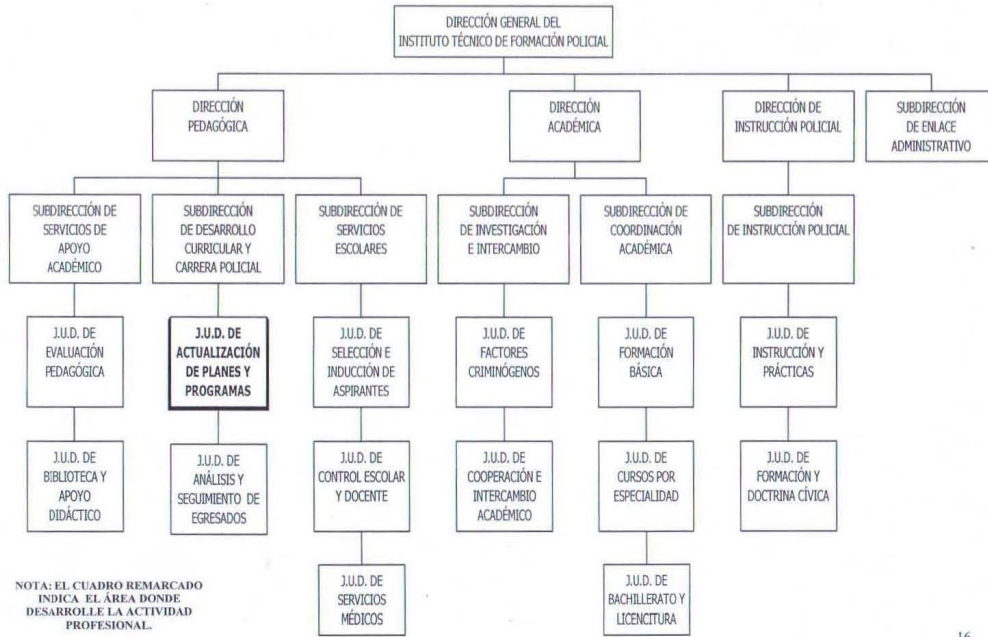 DIRECCIÓN GENERAL DEL
INSTITUTO TÉCNICO DE FORMACIÓN POLICIAL
DIRECCIÓN
PEDAGÓGICA
DIRECCIÓN
ACADÉMICA
DIRECCIÓN DE
INSTRUCCIÓN POLICIAL
SUBDIRECCIÓN
DE ENLACE
ADMINISTRATIVO
SUBDIRECCIÓN DE
SERVICIOS DE
APOYO
ACADÉMICO
SUBDIRECCIÓN
DE DESARROLLO
CURRICULAR Y
CARRERA POLICIAL
SUBDIRECCIÓN DE
SERVICIOS
ESCOLARES
SUBDIRECCIÓN
DE INVESTIGACIÓN
E INTERCAMBIO
SUBDIRECCIÓN DE
COORDINACIÓN
ACADÉMICA
SUBDIRECCIÓN
DE INSTRUCCIÓN POLICIAL
J.U.D. DE
EVALUACIÓN
PEDAGÓGICA
J.U.D. DE
ACTUALIZACIÓN
DE PLANES Y
PROGRAMAS
J.U.D. DE
SELECCIÓN E
INDUCCIÓN DE
ASPIRANTES
J.U.D. DE
FACTORES
CRIMINÓGENOS
J.U.D. DE
FORMACIÓN
BÁSICA
J.U.D. DE
INSTRUCCIÓN Y
PRÁCTICAS
J.U.D. DE
BIBLIOTECA Y
APOYO
DIDÁCTICO
J.U.D. DE
ANÁLISIS Y
SEGUIMIENTO DE
EGRESADOS
J.U.D. DE
CONTROL ESCOLAR
Y DOCENTE
J.U.D. DE
COOPERACIÓN E
INTERCAMBIO
ACADÉMICO
J.U.D. DE
CURSOS POR
ESPECIALIDAD
J.U.D. DE
FORMACIÓN Y
DOCTRINA CÍVICA
J.U.D. DE
SERVICIOS
MÉDICOS
J.U.D. DE
BACHILLERATO Y
LICENCITURA
NOTA: EL CUADRO REMARCADO
INDICA EL ÁREA DONDE
DESARROLLE LA ACTIVIDAD
PROFESIONAL.
16